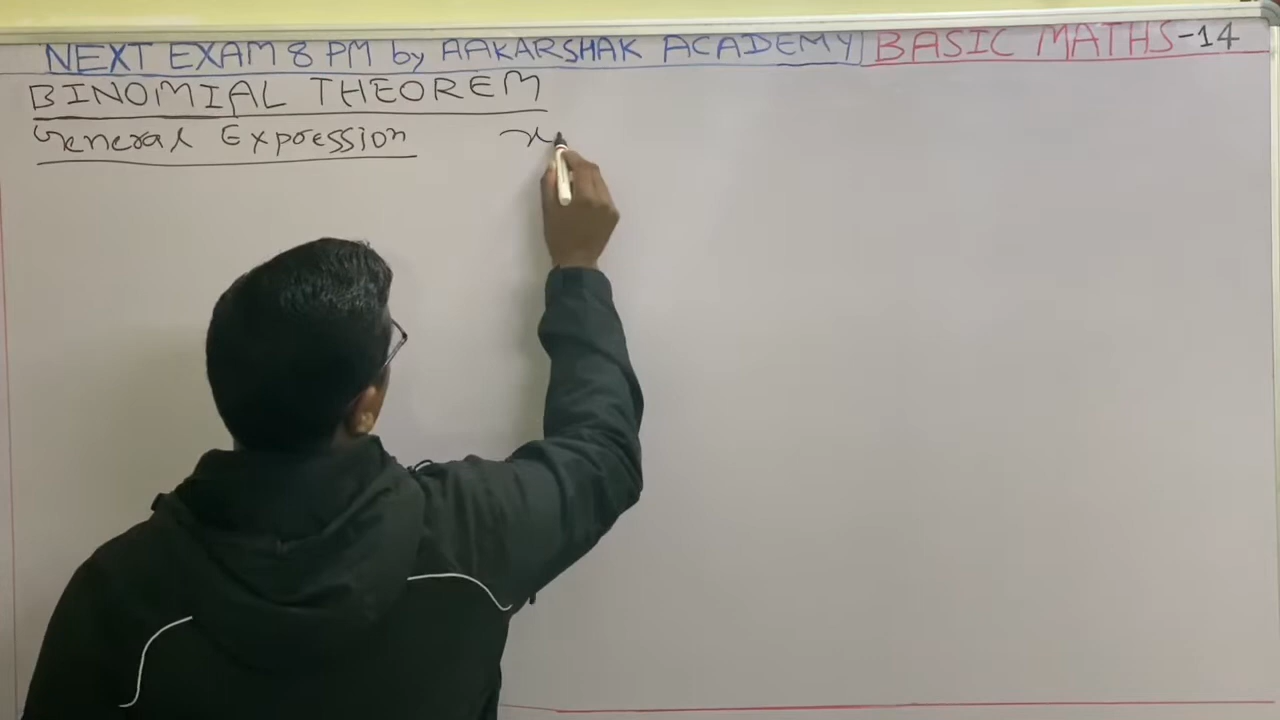 NEXT EXAM 8 PM by AAKARSHAK ACADEMY BASIC MATHS-14
BINOMIAL THEOREM
General Expression x